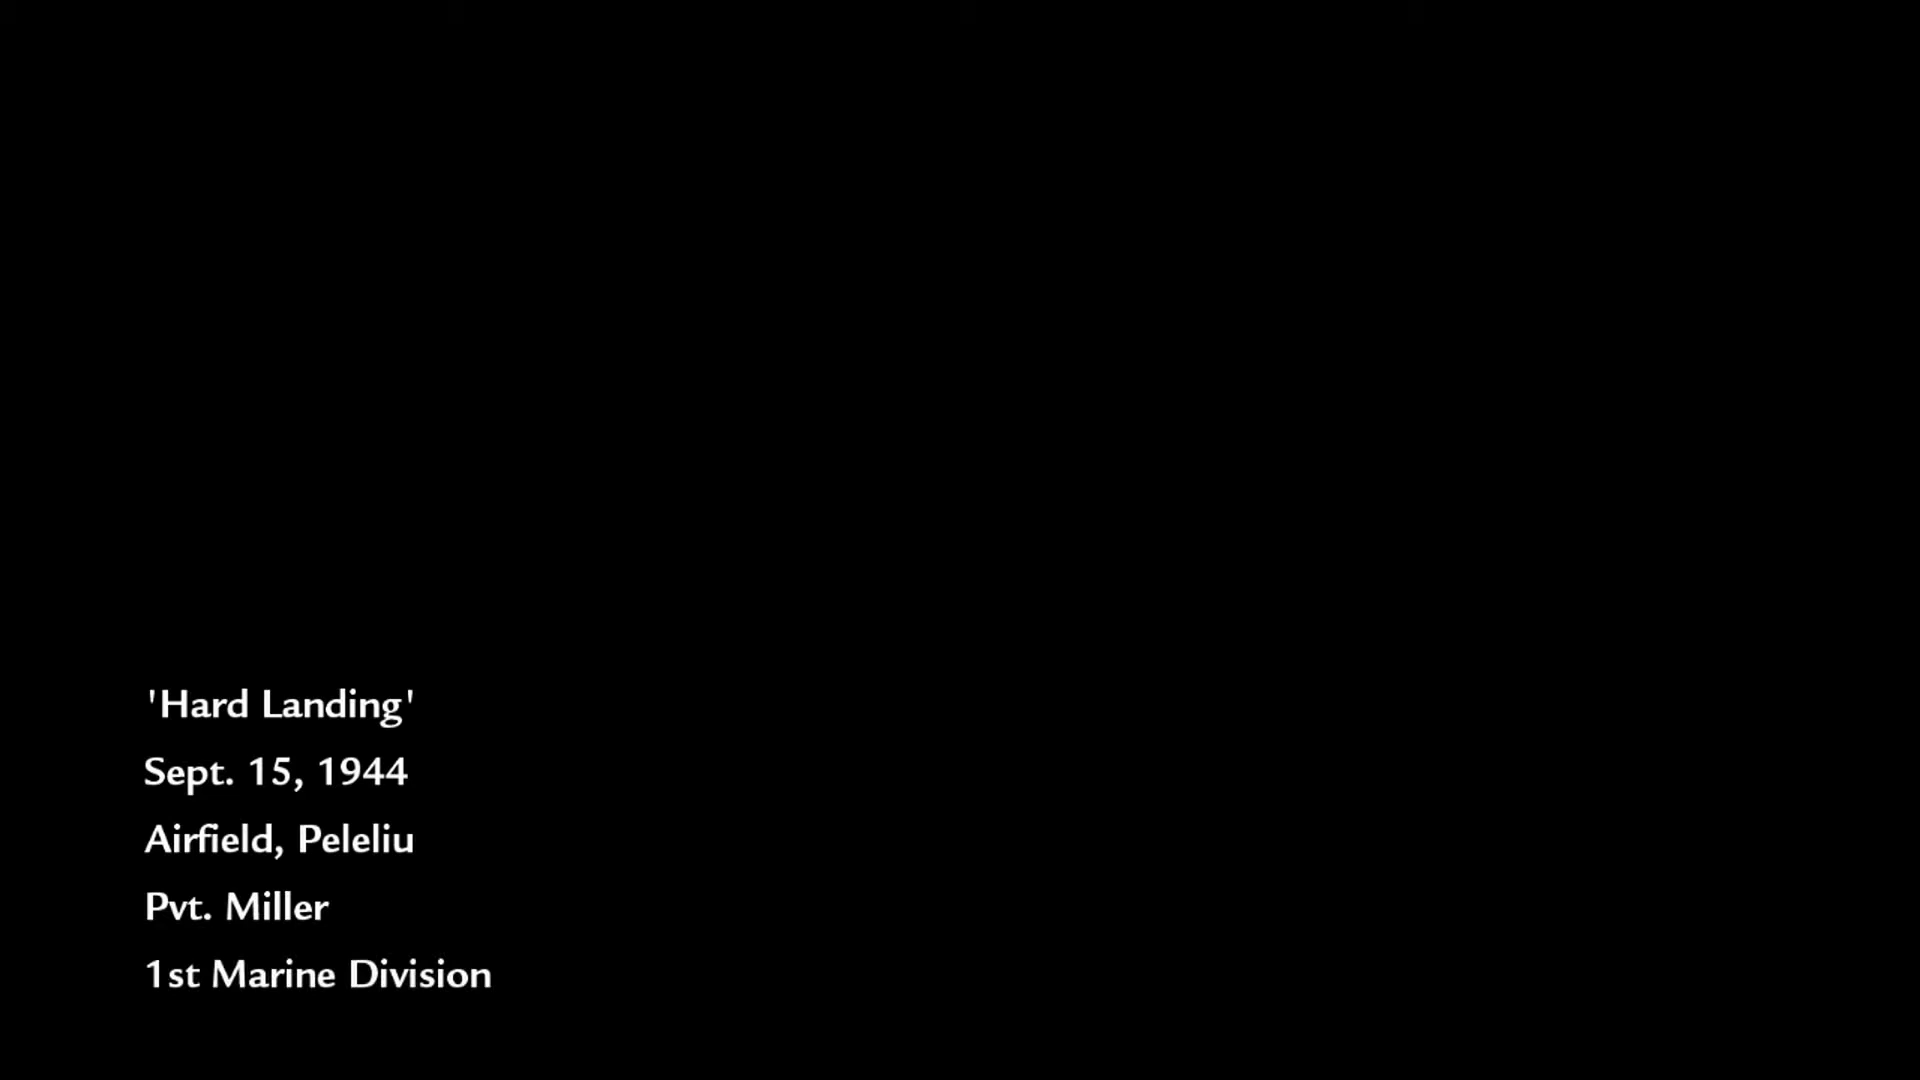 'Hard Landing'
Sept. 15, 1944
Airfield, Peleliu
Pvt. Miller
1st Marine Division